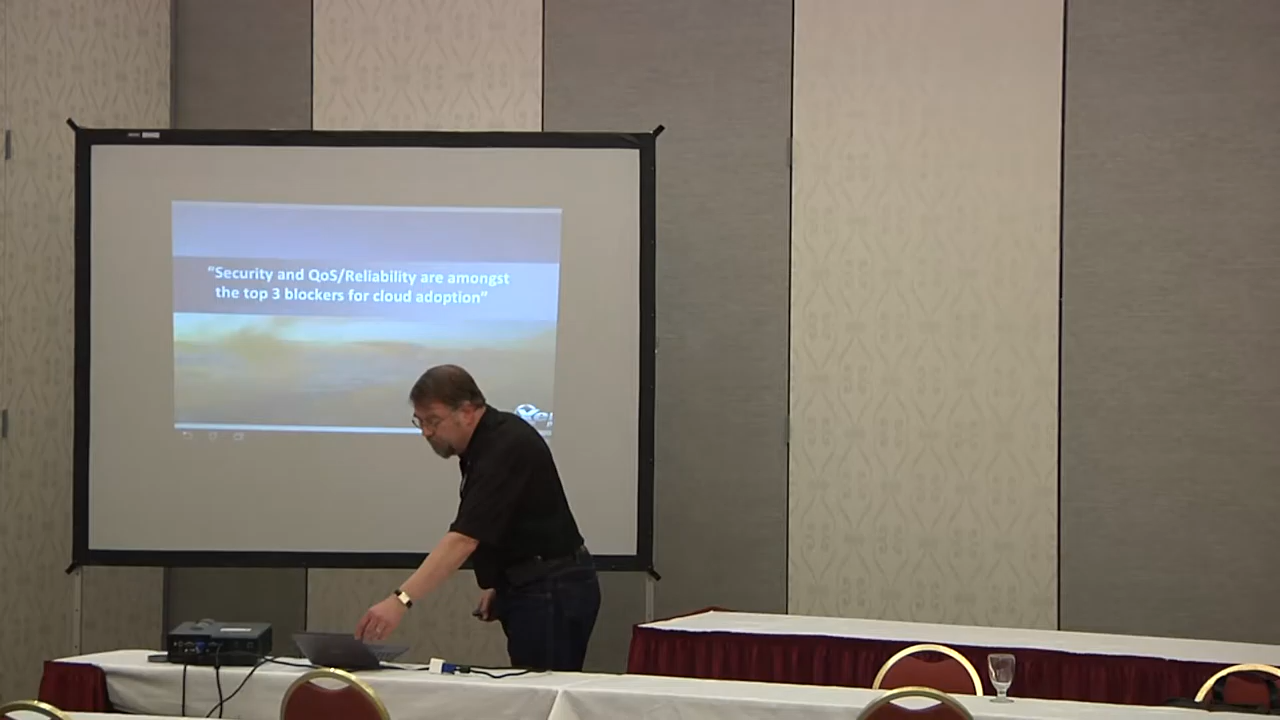 "Security and QoS/Reliability are amongst
the top 3 blockers for cloud adoption"